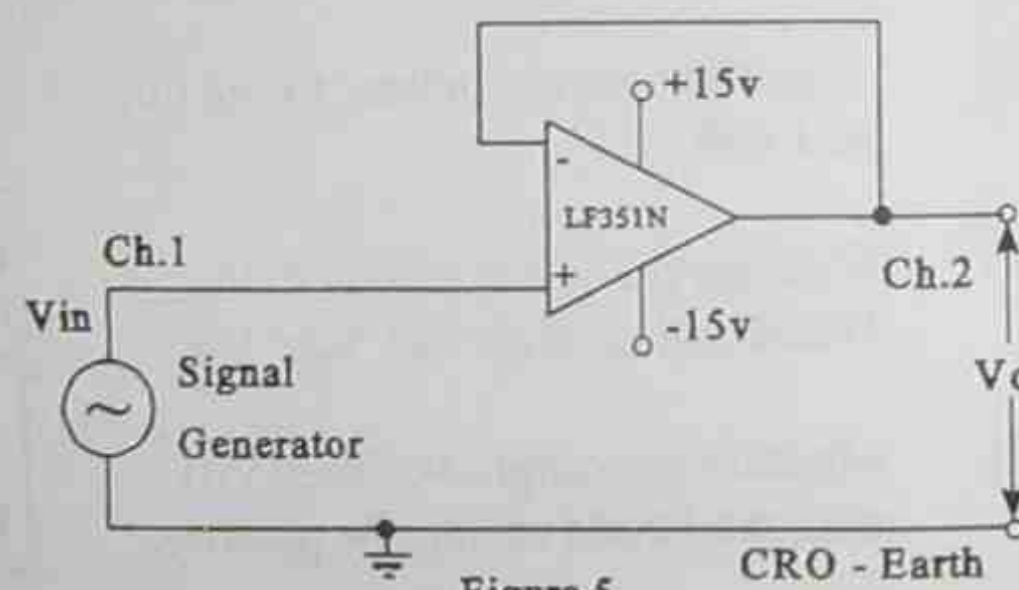 +15v
-
LF351N
Ch.1
+
Ch.2
Vin
-15v
Signal
Generator
~
CRO - Earth